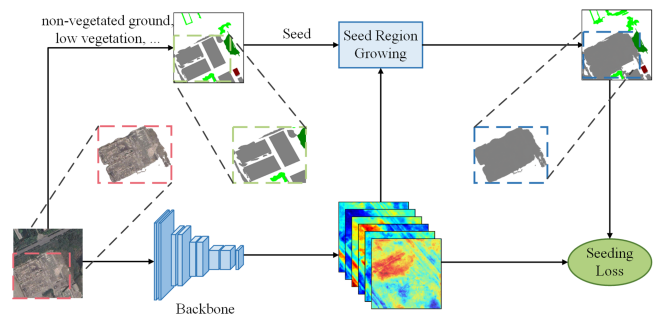 non-vegetated ground,
low vegetation, ...
Seed
Seed Region
Growing
Backbone
Seeding
Loss